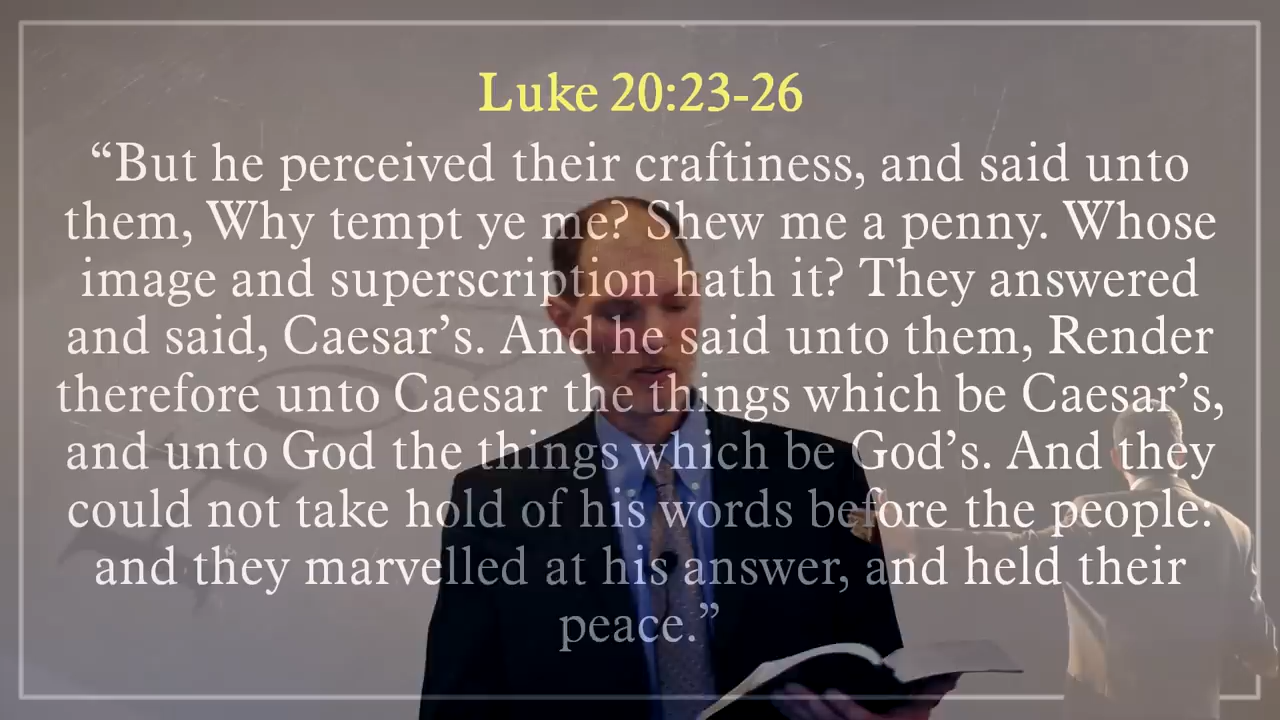 Luke 20:23-26
“But he perceived their craftiness, and said unto
them, Why tempt ye me? Shew me a penny. Whose
image and superscription hath it? They answered
and said, Caesar’s. And he said unto them, Render
therefore unto Caesar the things which be Caesar’s,
and unto God the things which be God’s. And they
could not take hold of his words before the people.
and they marvelled at his answer, and held their
peace.”